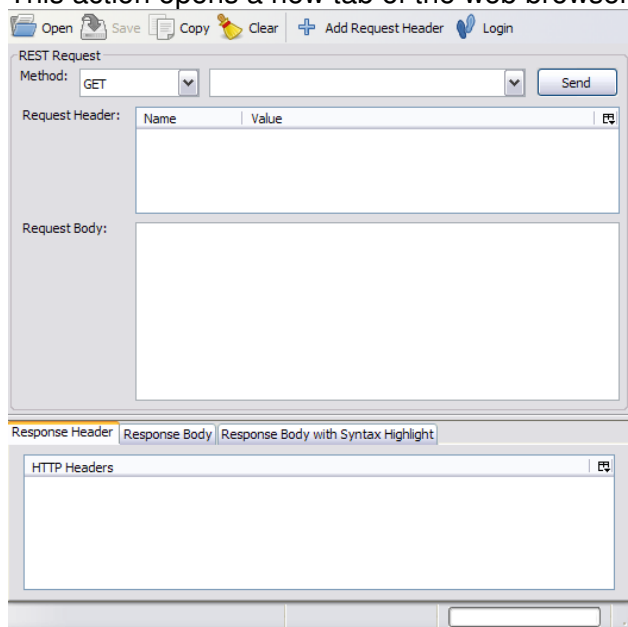 This action opens a new tab of the web browser
Open Save Copy Clear Add Request Header Login
REST Request
Method: GET Send
Request Header: Name Value
Request Body:
Response Header Response Body Response Body with Syntax Highlight
HTTP Headers